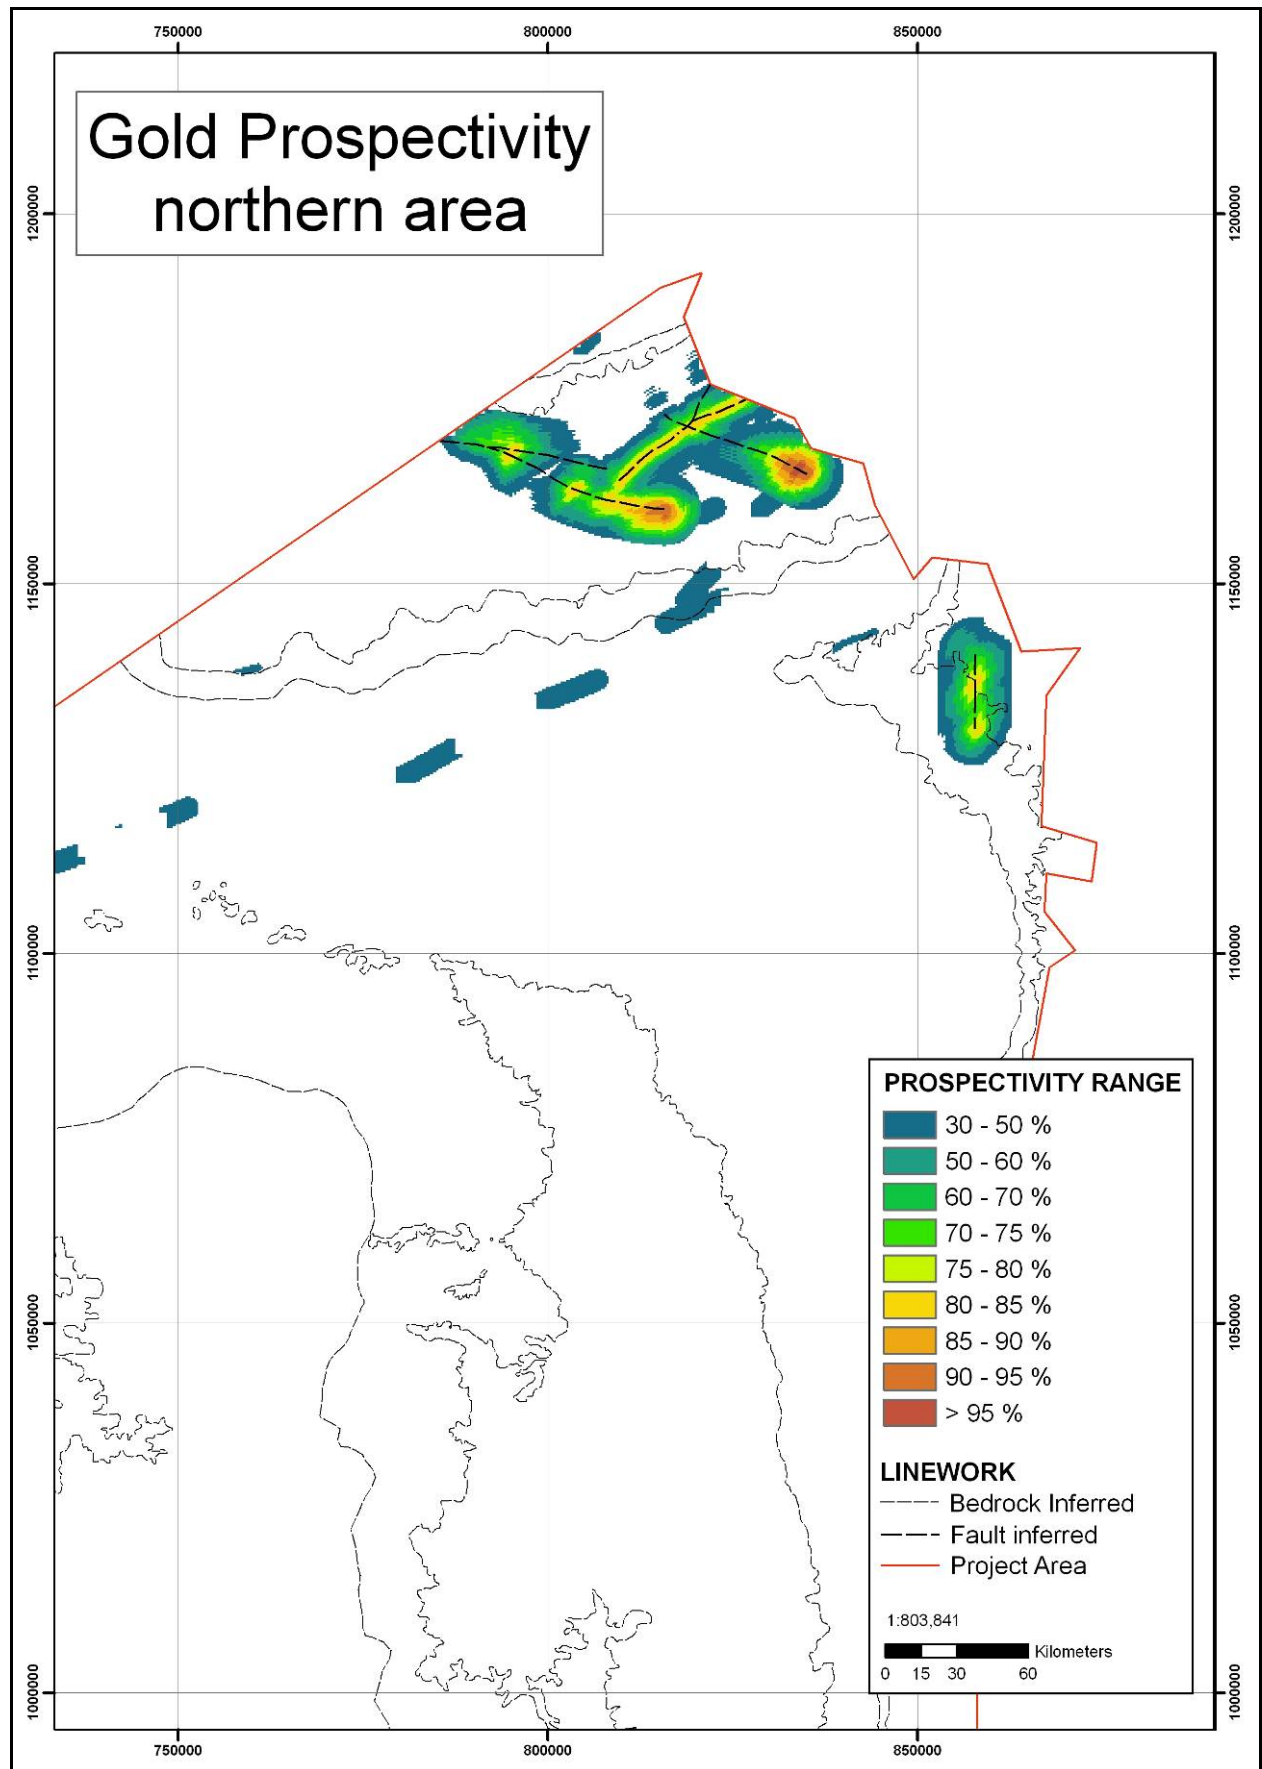 750000
800000
850000
Gold Prospectivity
northern area
1200000
1200000
1150000
1150000
1100000
1100000
1050000
1050000
1000000
1000000
PROSPECTIVITY RANGE
30 - 50 %
50 - 60 %
60 - 70 %
70 - 75 %
75 - 80 %
80 - 85 %
85 - 90 %
90 - 95 %
> 95 %
LINEWORK
Bedrock Inferred
Fault inferred
Project Area
1:803,841
Kilometers
0 15 30 60
750000
800000
850000